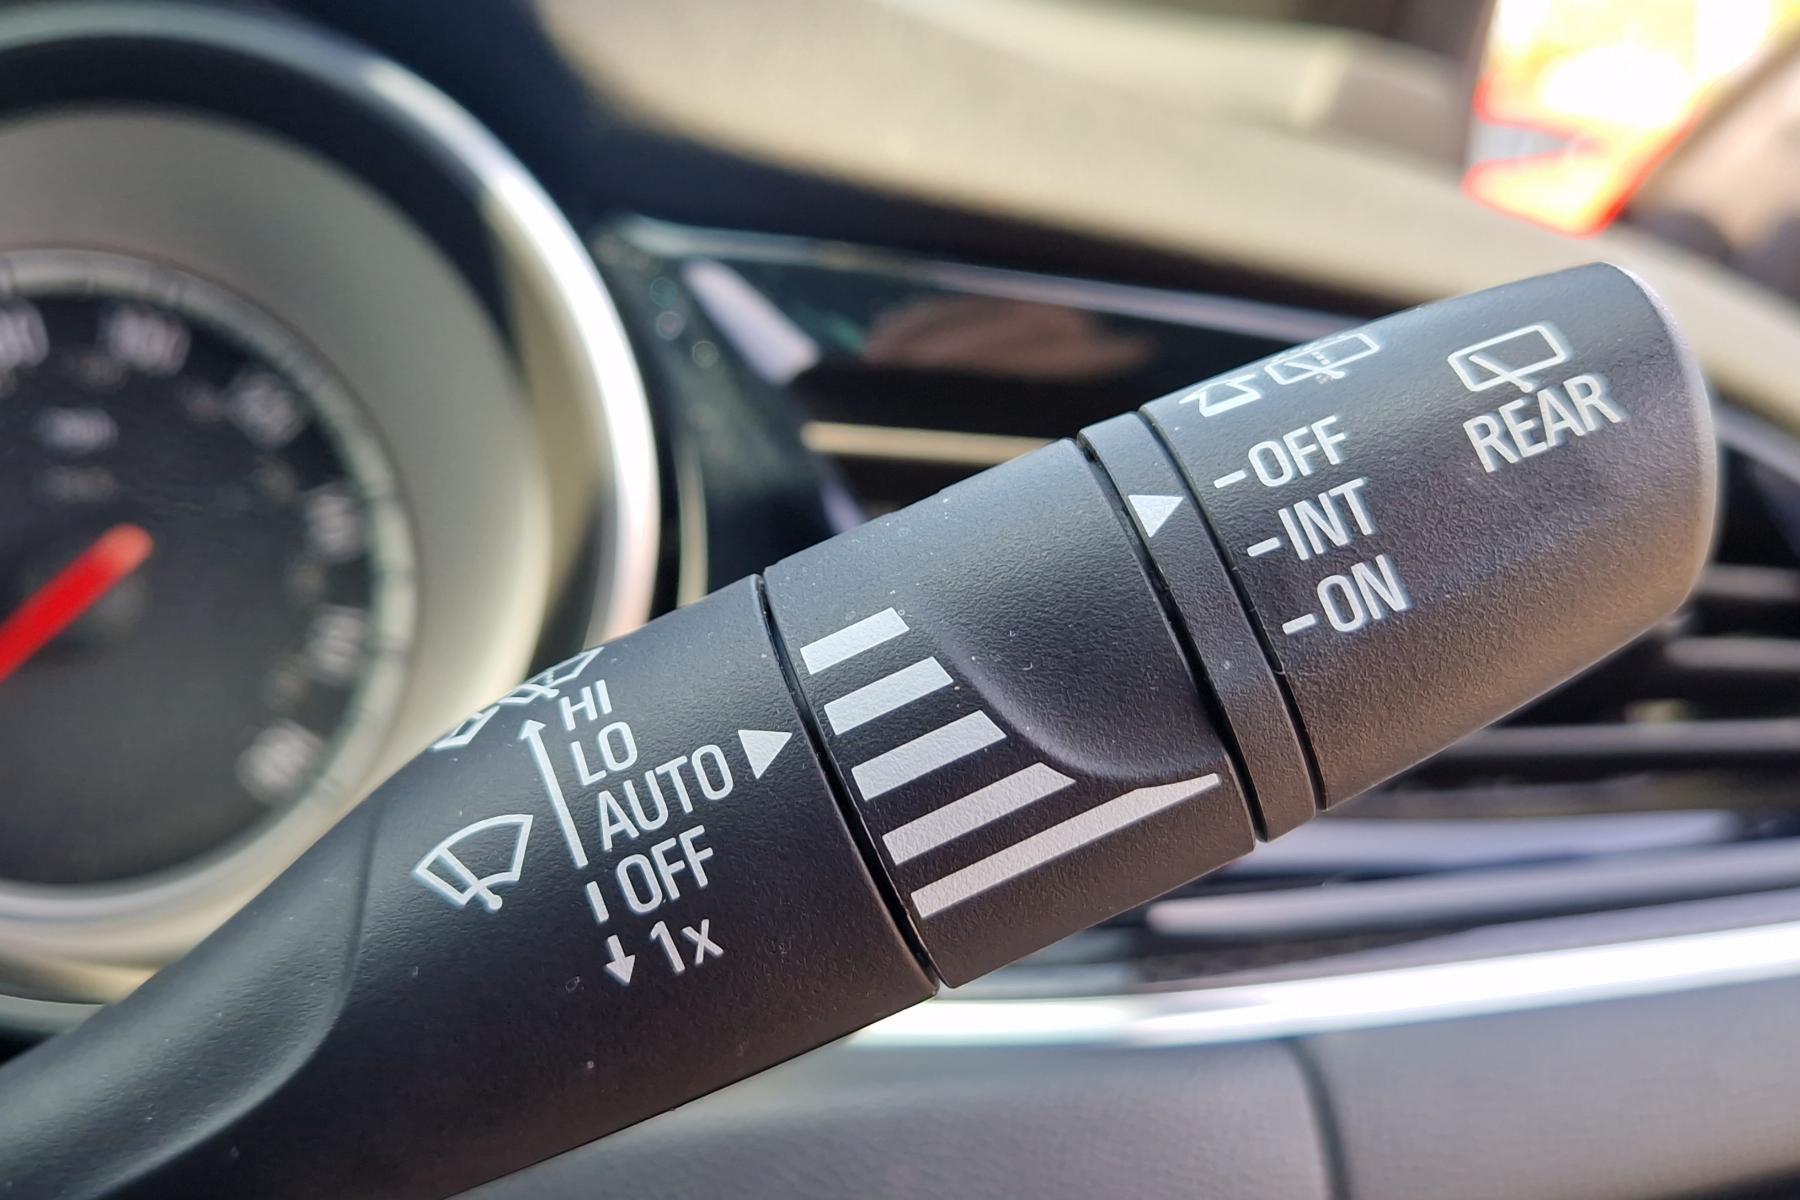 HI
LO
AUTO
OFF
1x
OFF
INT
ON
REAR